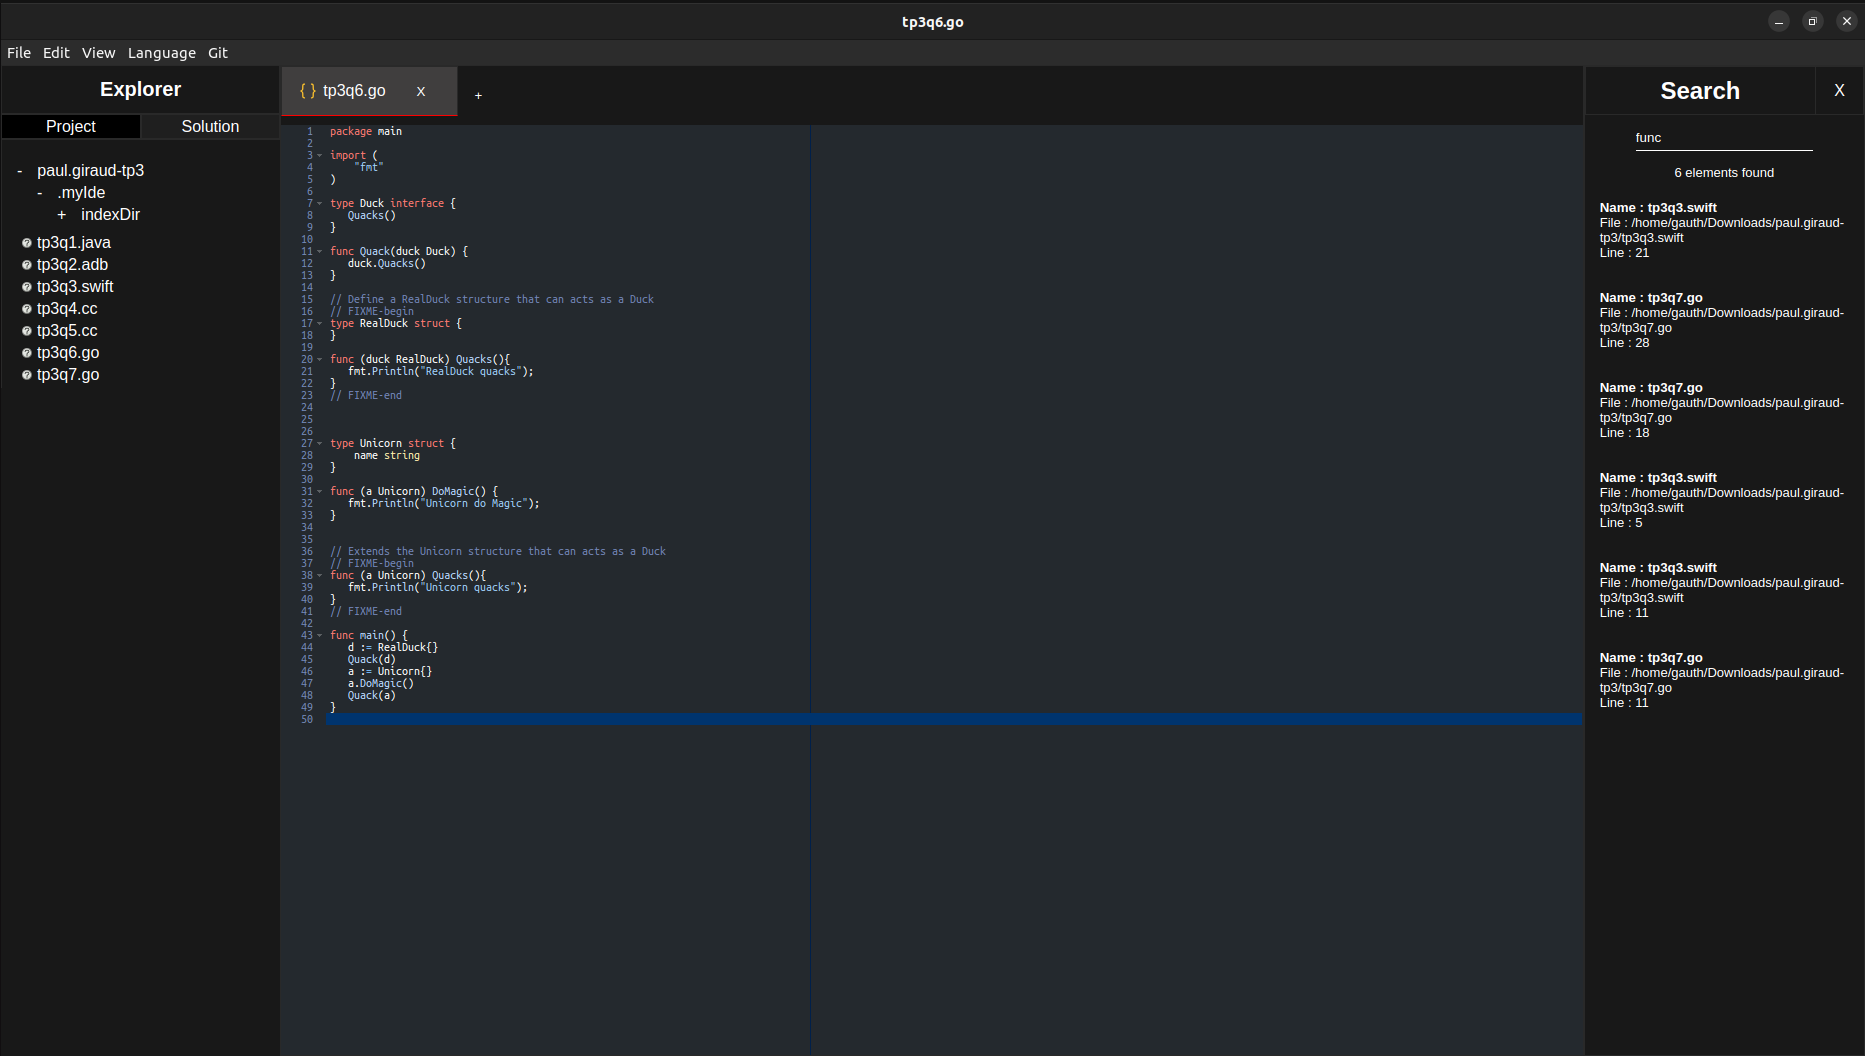 tp3q6.go
File Edit View Language Git
Explorer
Project Solution
- paul.giraud-tp3
- .myIde
+ indexDir
tp3q1.java
tp3q2.adb
tp3q3.swift
tp3q4.cc
tp3q5.cc
tp3q6.go
tp3q7.go
{ } tp3q6.go X +
1 package main
2
3 import (
4     "fmt"
5 )
6
7 type Duck interface {
8    Quacks()
9 }
10
11 func Quack(duck Duck) {
12    duck.Quacks()
13 }
14
15 // Define a RealDuck structure that can acts as a Duck
16 // FIXME-begin
17 type RealDuck struct {
18 }
19
20 func (duck RealDuck) Quacks(){
21    fmt.Println("RealDuck quacks");
22 }
23 // FIXME-end
24
25
26
27 type Unicorn struct {
28     name string
29 }
30
31 func (a Unicorn) DoMagic() {
32    fmt.Println("Unicorn do Magic");
33 }
34
35
36 // Extends the Unicorn structure that can acts as a Duck
37 // FIXME-begin
38 func (a Unicorn) Quacks(){
39    fmt.Println("Unicorn quacks");
40 }
41 // FIXME-end
42
43 func main() {
44    d := RealDuck{}
45    Quack(d)
46    a := Unicorn{}
47    a.DoMagic()
48    Quack(a)
49 }
50
Search X
func
6 elements found
Name : tp3q3.swift
File : /home/gauth/Downloads/paul.giraud-
tp3/tp3q3.swift
Line : 21
Name : tp3q7.go
File : /home/gauth/Downloads/paul.giraud-
tp3/tp3q7.go
Line : 28
Name : tp3q7.go
File : /home/gauth/Downloads/paul.giraud-
tp3/tp3q7.go
Line : 18
Name : tp3q3.swift
File : /home/gauth/Downloads/paul.giraud-
tp3/tp3q3.swift
Line : 5
Name : tp3q3.swift
File : /home/gauth/Downloads/paul.giraud-
tp3/tp3q3.swift
Line : 11
Name : tp3q7.go
File : /home/gauth/Downloads/paul.giraud-
tp3/tp3q7.go
Line : 11